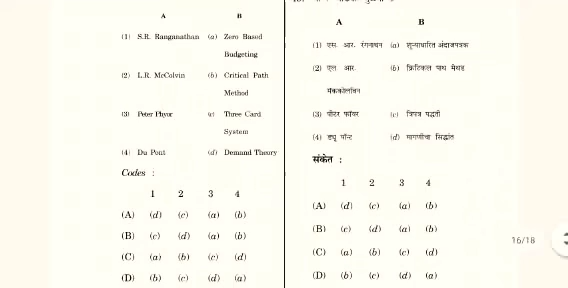 A B
(1) S.R. Ranganathan (a) Zero Based
Budgeting
(2) L.R. McColvin (b) Critical Path
Method
(3) Peter Phyor (c) Three Card
System
(4) Du Pont (d) Demand Theory
Codes :
1 2 3 4
(A) (d) (c) (a) (b)
(B) (c) (d) (a) (b)
(C) (a) (b) (c) (d)
(D) (b) (c) (d) (a)
A B
(1) एस. आर. रंगनाथन (a) शून्याधारित अंदाजपत्रक
(2) एल आर. (b) क्रिटिकल पाथ मेथड
मॅककोलविन
(3) पीटर फॉयर (c) त्रिपत्र पद्धती
(4) ड्यू पॉन्ट (d) मागणीचा सिद्धांत
संकेत :
1 2 3 4
(A) (d) (c) (a) (b)
(B) (c) (d) (a) (b)
(C) (a) (b) (c) (d)
(D) (b) (c) (d) (a)
16/18